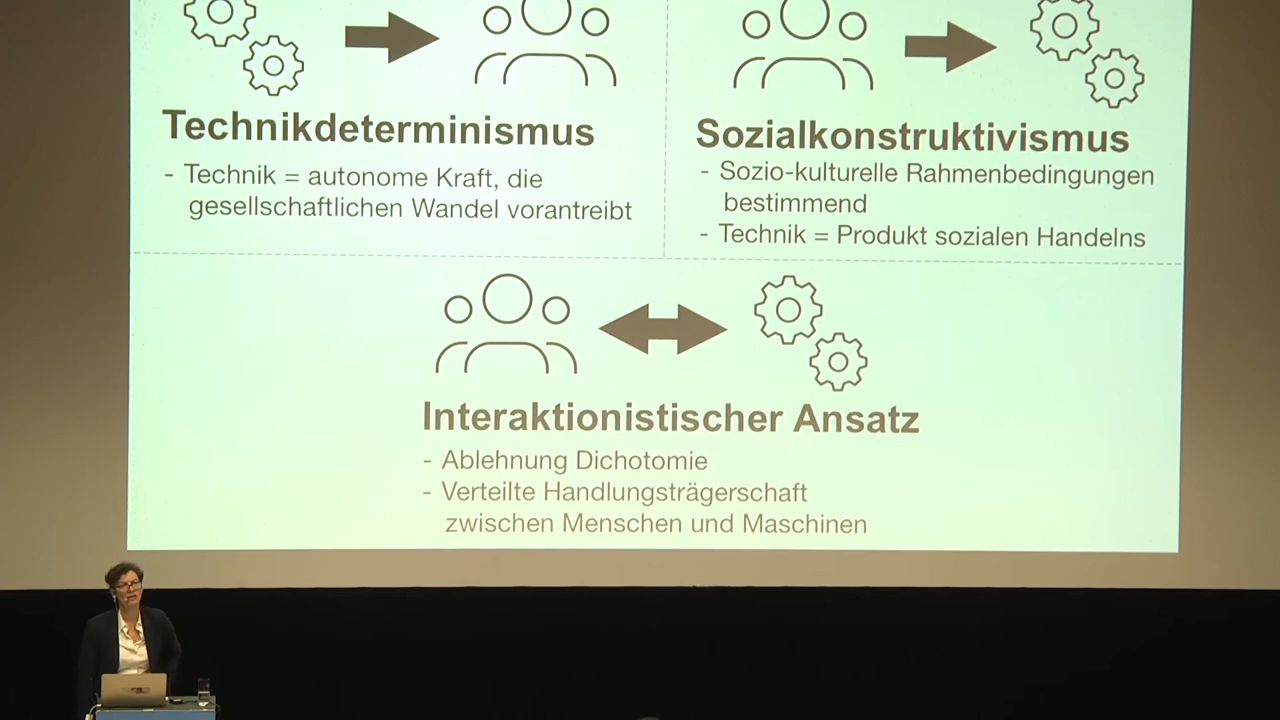 Technikdeterminismus
- Technik = autonome Kraft, die
gesellschaftlichen Wandel vorantreibt
Sozialkonstruktivismus
- Sozio-kulturelle Rahmenbedingungen
bestimmend
- Technik = Produkt sozialen Handelns
Interaktionistischer Ansatz
- Ablehnung Dichotomie
- Verteilte Handlungsträgerschaft
zwischen Menschen und Maschinen